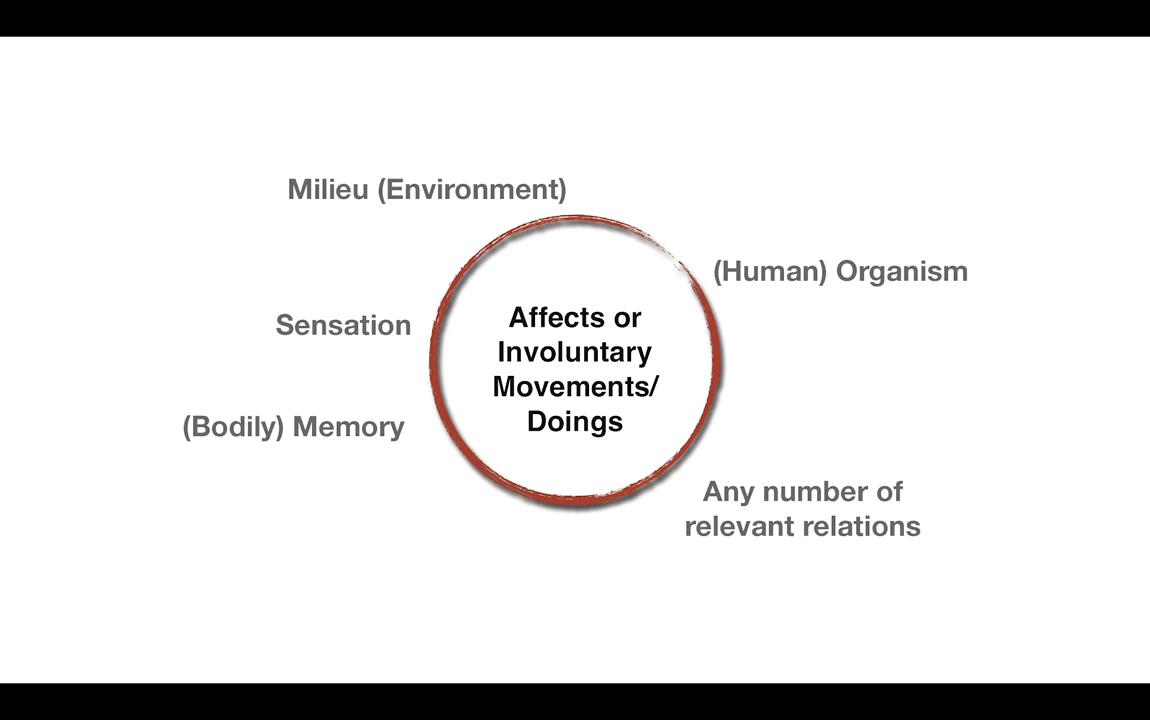 Milieu (Environment)
(Human) Organism
Sensation
Affects or
Involuntary
Movements/
Doings
(Bodily) Memory
Any number of
relevant relations